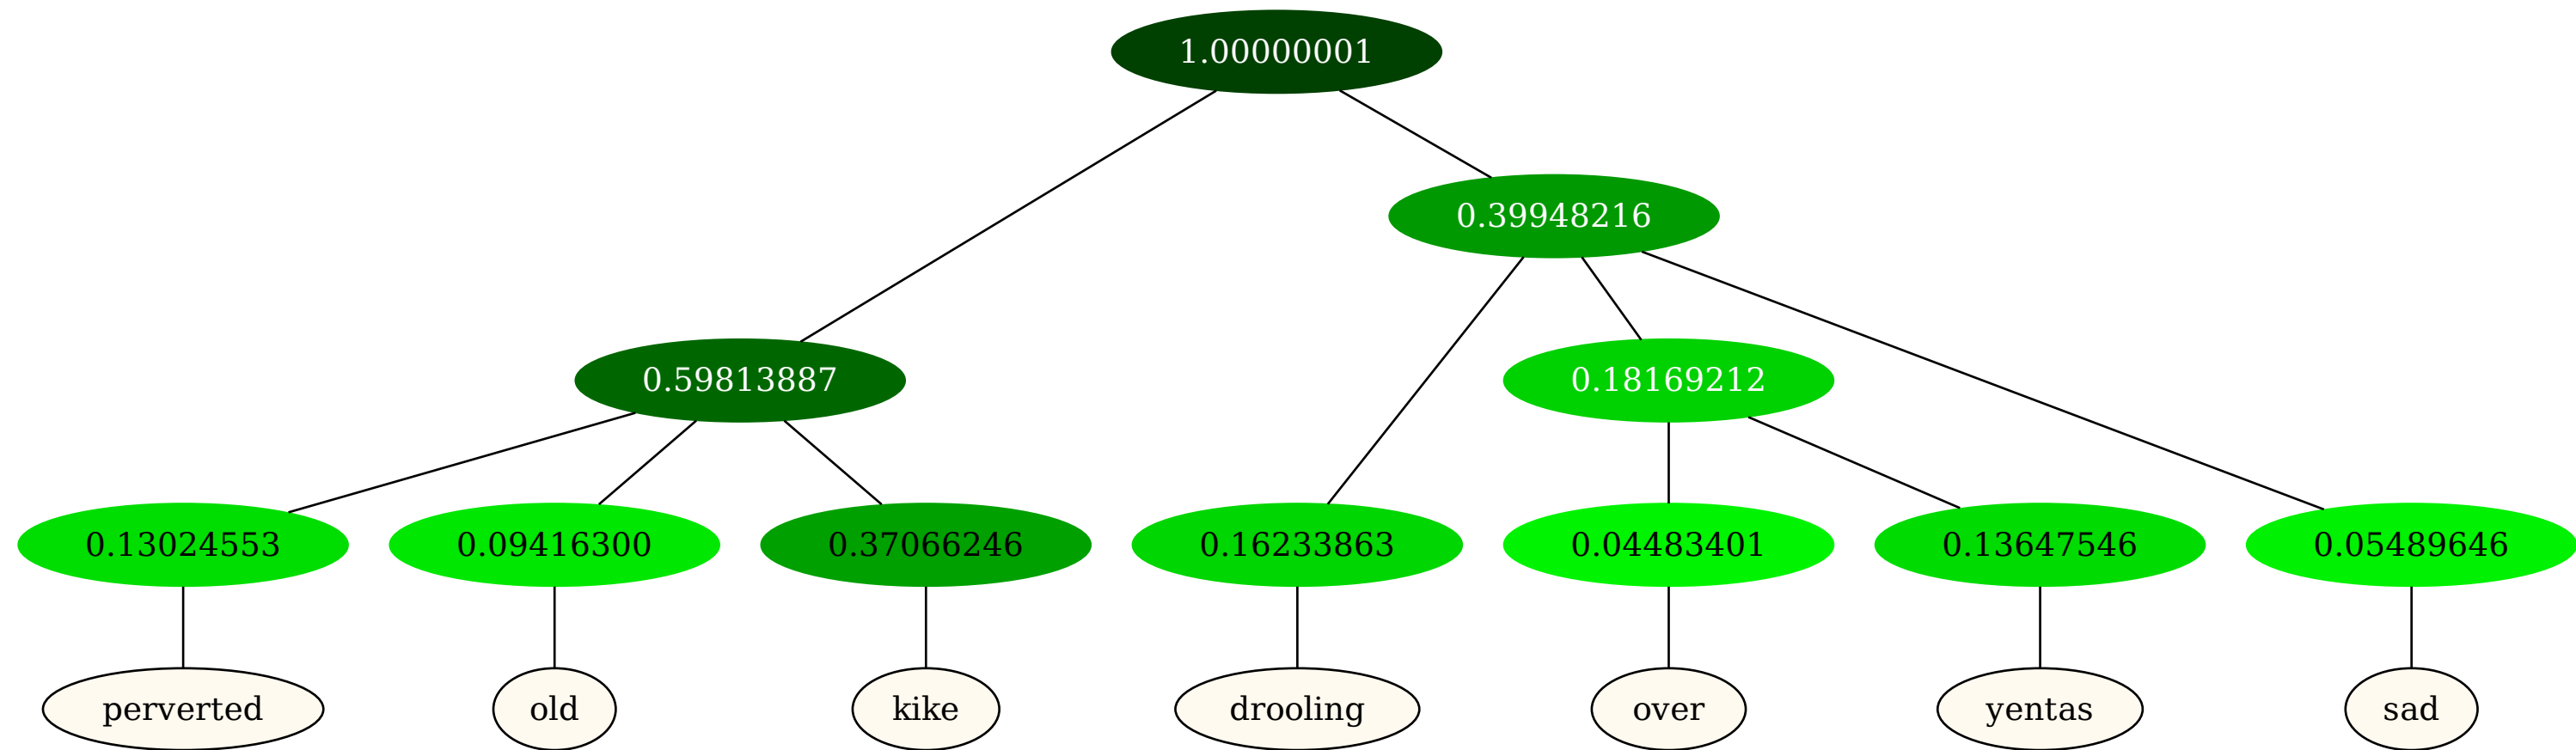 1.00000001
0.39948216
0.59813887
0.18169212
0.13024553 0.09416300 0.37066246 0.16233863 0.04483401 0.13647546 0.05489646
perverted old kike drooling over yentas sad